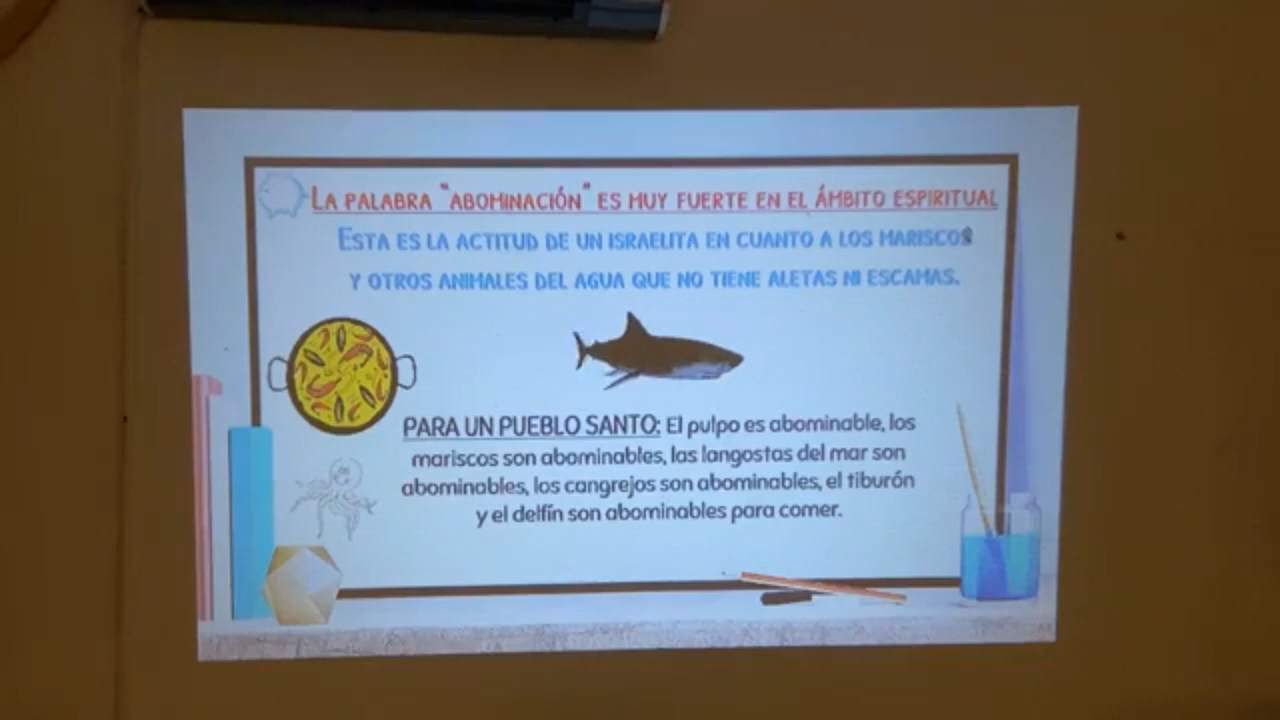 LA PALABRA "ABOMINACIÓN" ES MUY FUERTE EN EL ÁMBITO ESPIRITUAL
ESTA ES LA ACTITUD DE UN ISRAELITA EN CUANTO A LOS MARISCOS
Y OTROS ANIMALES DEL AGUA QUE NO TIENE ALETAS NI ESCAMAS.
PARA UN PUEBLO SANTO: El pulpo es abominable, los
mariscos son abominables, las langostas del mar son
abominables, los cangrejos son abominables, el tiburón
y el delfín son abominables para comer.